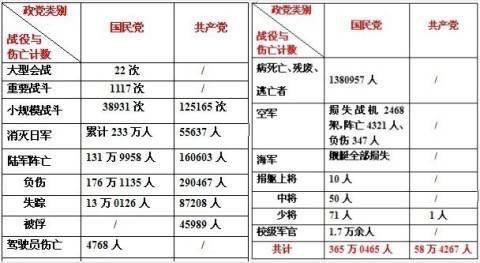 政党类别
战役与
伤亡计数
国民党
共产党
大型会战
22 次
/
重要战斗
1117次
/
小规模战斗
38931 次
125165 次
消灭日军
累计 233 万人
55637 人
陆军阵亡
131 万 9958 人
160603 人
负伤
176 万 1135 人
290467 人
失踪
13 万 0126 人
87208 人
被俘
/
45989 人
驾驶员伤亡
4768 人
/
政党类别
战役与
伤亡计数
国民党
共产党
病死亡、残废、
逃亡者
1380957 人
/
空军
损失战机 2468
架,阵亡 4321 人、
负伤 347 人
/
海军
舰艇全部损失
/
捐躯上将
10 人
/
中将
50 人
/
少将
71 人
1 人
校级军官
1.7 万余人
/
共计
365 万 0465 人
58 万 4267 人